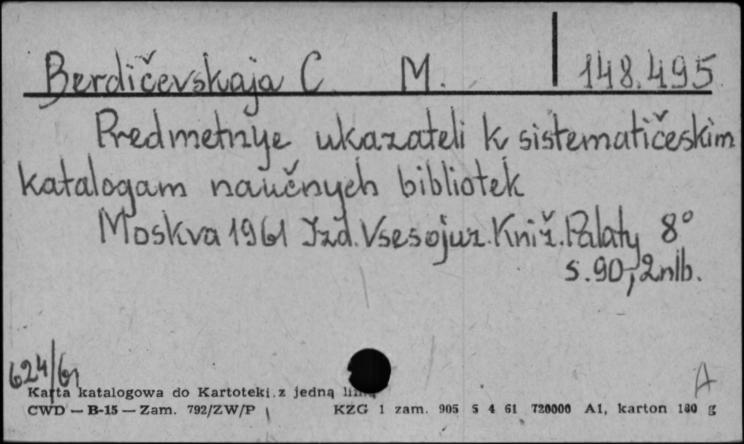 Berdičevskaja C M. 148.495
Predmetnye ukazateli k sistematičeskim
katalogam naučnych bibliotek
Moskva 1961 Izd. Vsesojuz. Kniž. Palaty 8°
s. 90, 2nlb.
624/61
A
Karta katalogowa do Kartoteki z jedną linią
CWD — B-15 — Zam. 792/ZW/P KZG 1 zam. 905 5 4 61 720000 A1, karton 180 g